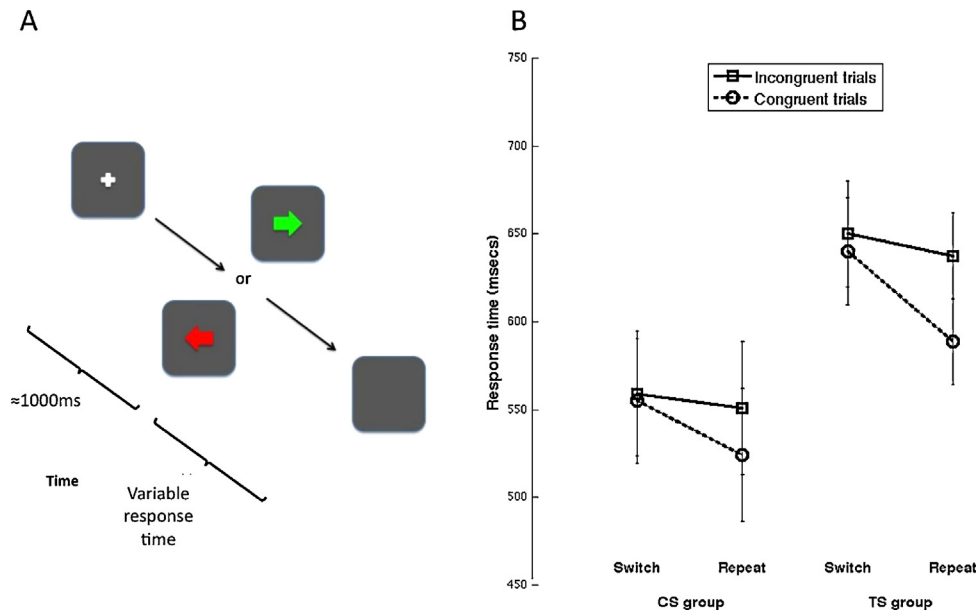 A
or
≈1000ms
Time
Variable
response
time
B
750
700
650
600
550
500
450
Response time (msecs)
Incongruent trials
Congruent trials
Switch Repeat Switch Repeat
CS group TS group